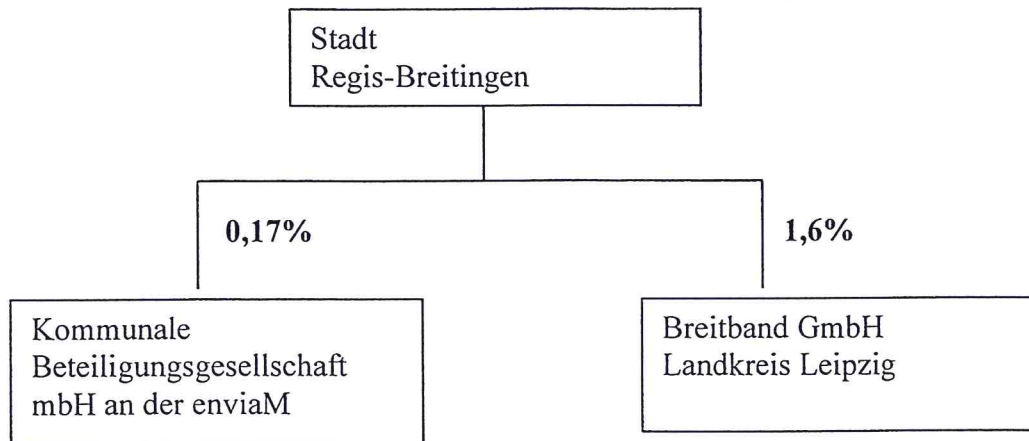 Stadt
Regis-Breitingen
0,17%
1,6%
Kommunale
Beteiligungsgesellschaft
mbH an der enviaM
Breitband GmbH
Landkreis Leipzig